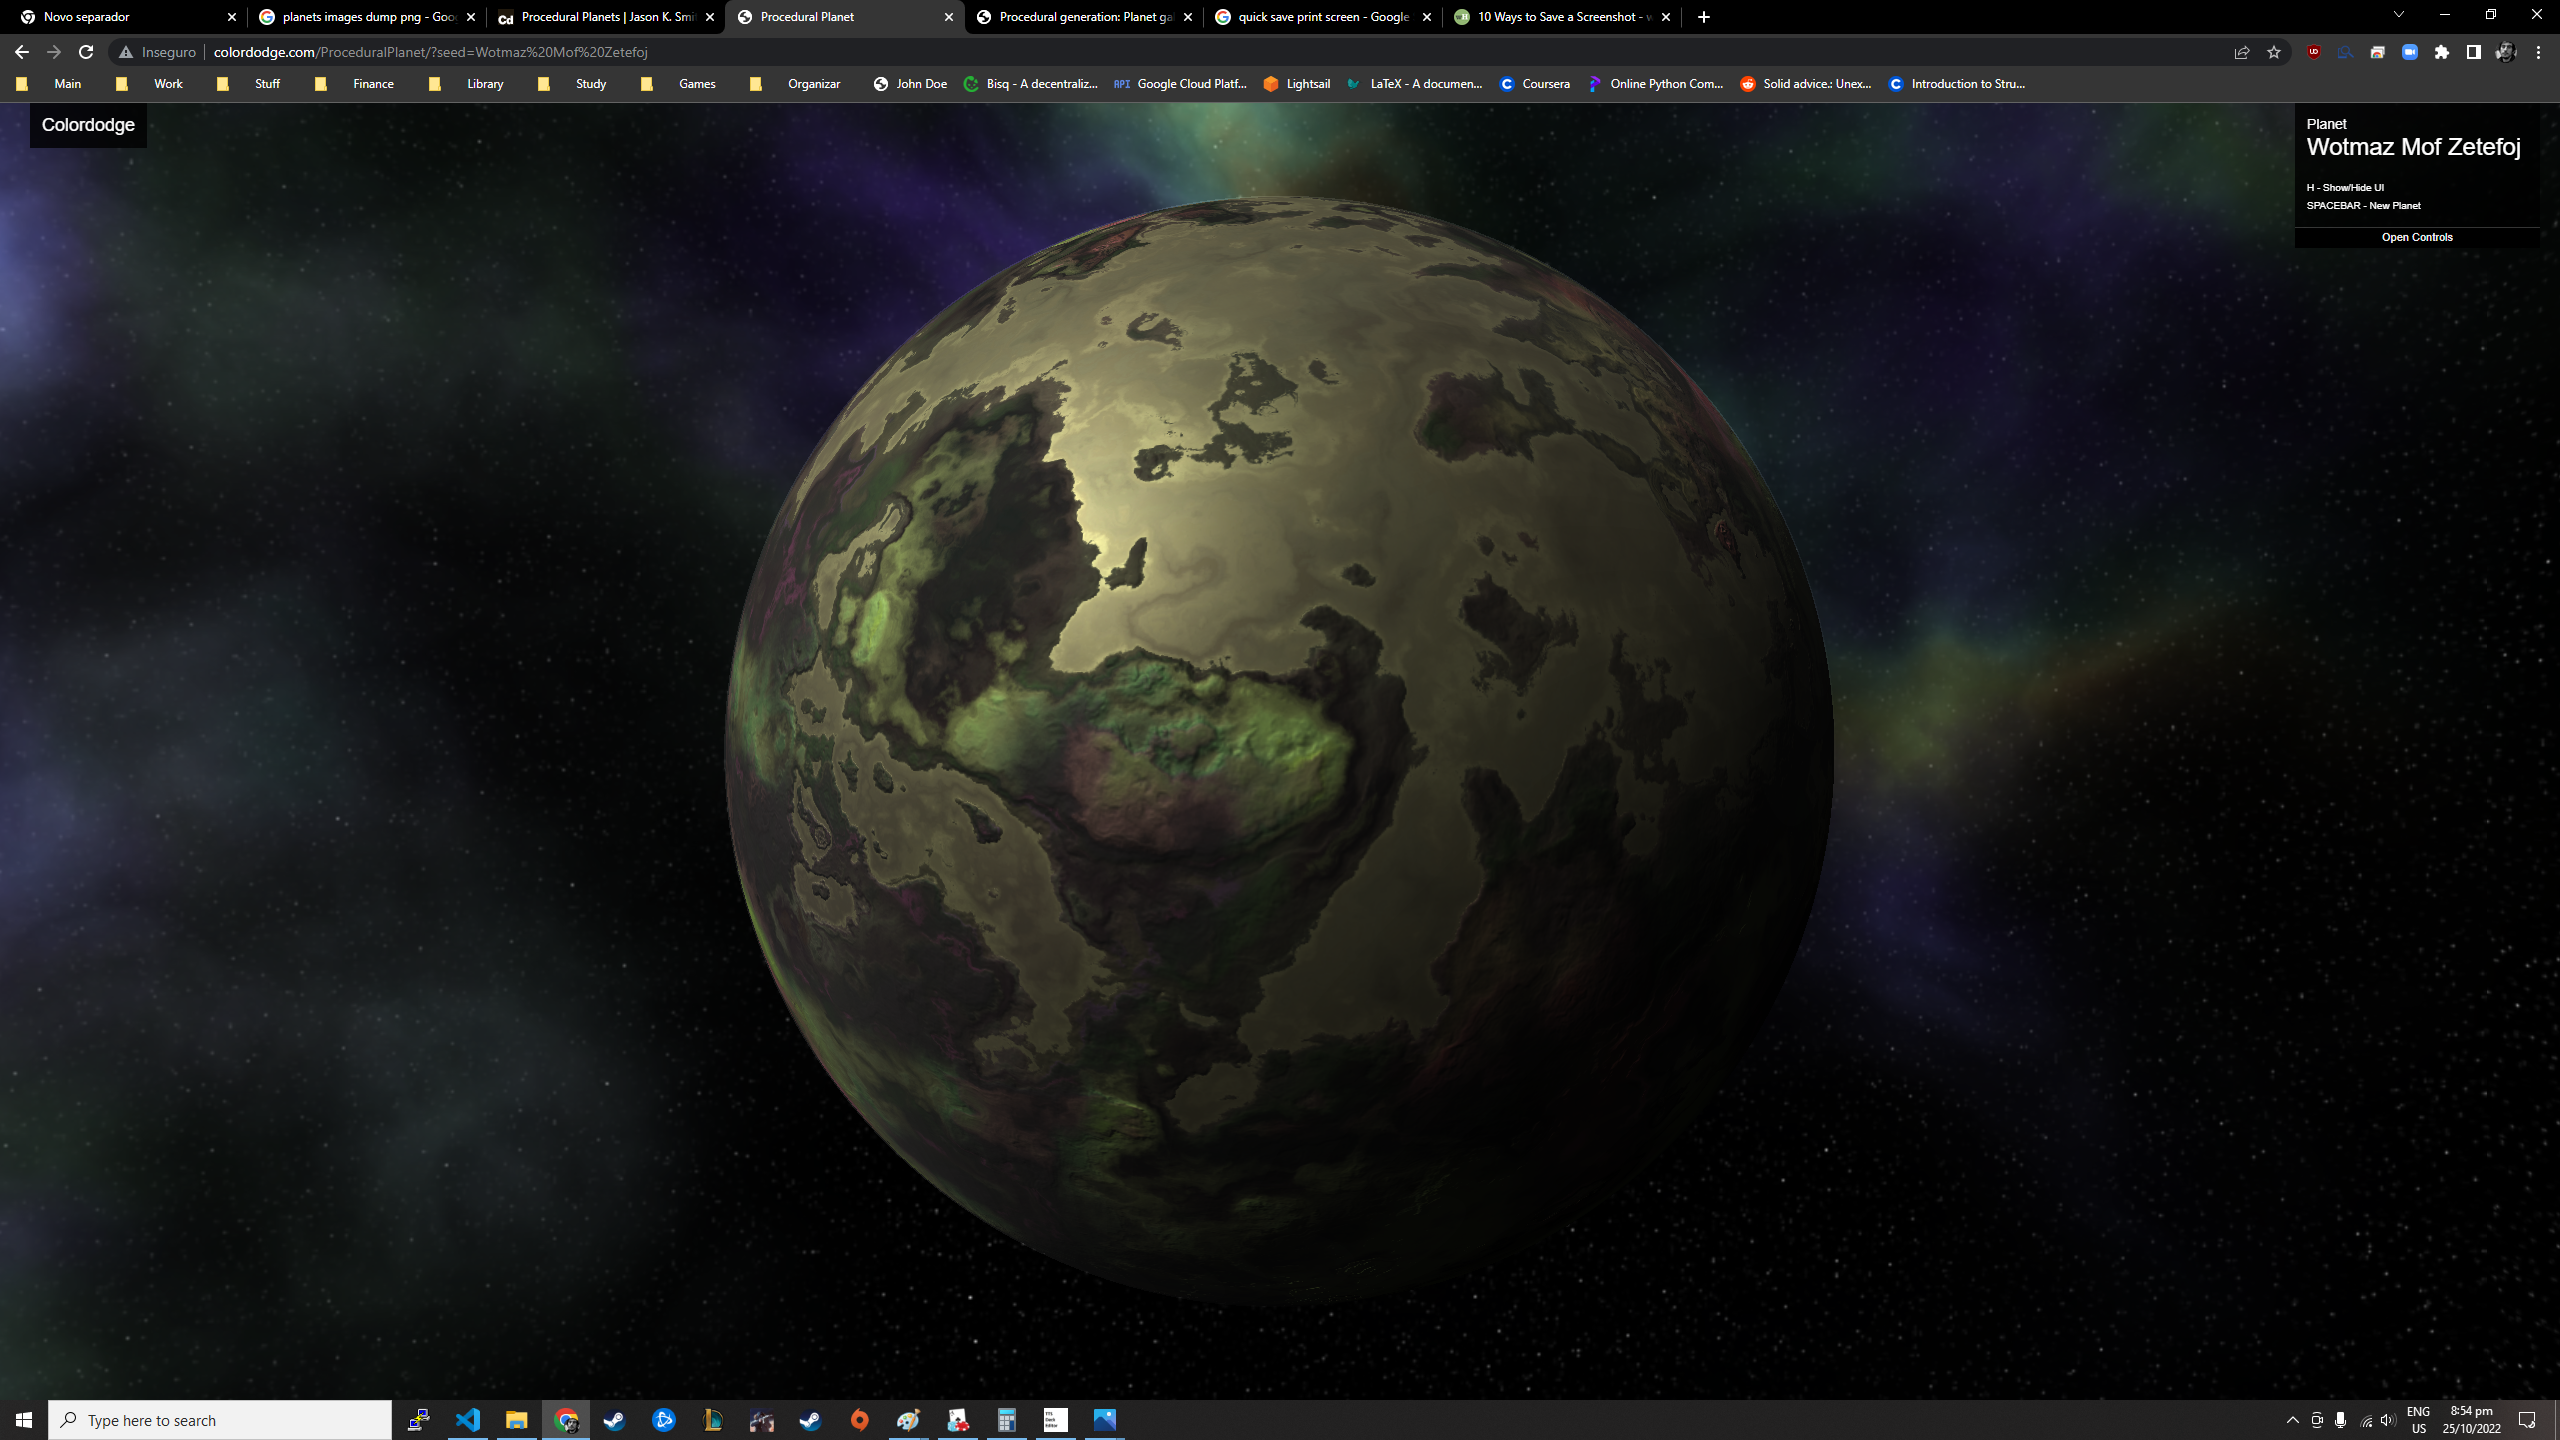 Novo separador
planets images dump png - Goo
Procedural Planets | Jason K. Smi
Procedural Planet
Procedural generation: Planet ga
quick save print screen - Google
10 Ways to Save a Screenshot - w
Inseguro
colordodge.com/ProceduralPlanet/?seed=Wotmaz%20Mof%20Zetefoj
Main
Work
Stuff
Finance
Library
Study
Games
Organizar
John Doe
Bisq - A decentraliz...
API
Google Cloud Platf...
Lightsail
LaTeX - A documen...
Coursera
Online Python Com...
Solid advice.: Unex...
Introduction to Stru...
Colordodge
Planet
Wotmaz Mof Zetefoj
H - Show/Hide UI
SPACEBAR - New Planet
Open Controls
Type here to search
TTS
Deck
Editor
ENG
US
8:54 pm
25/10/2022